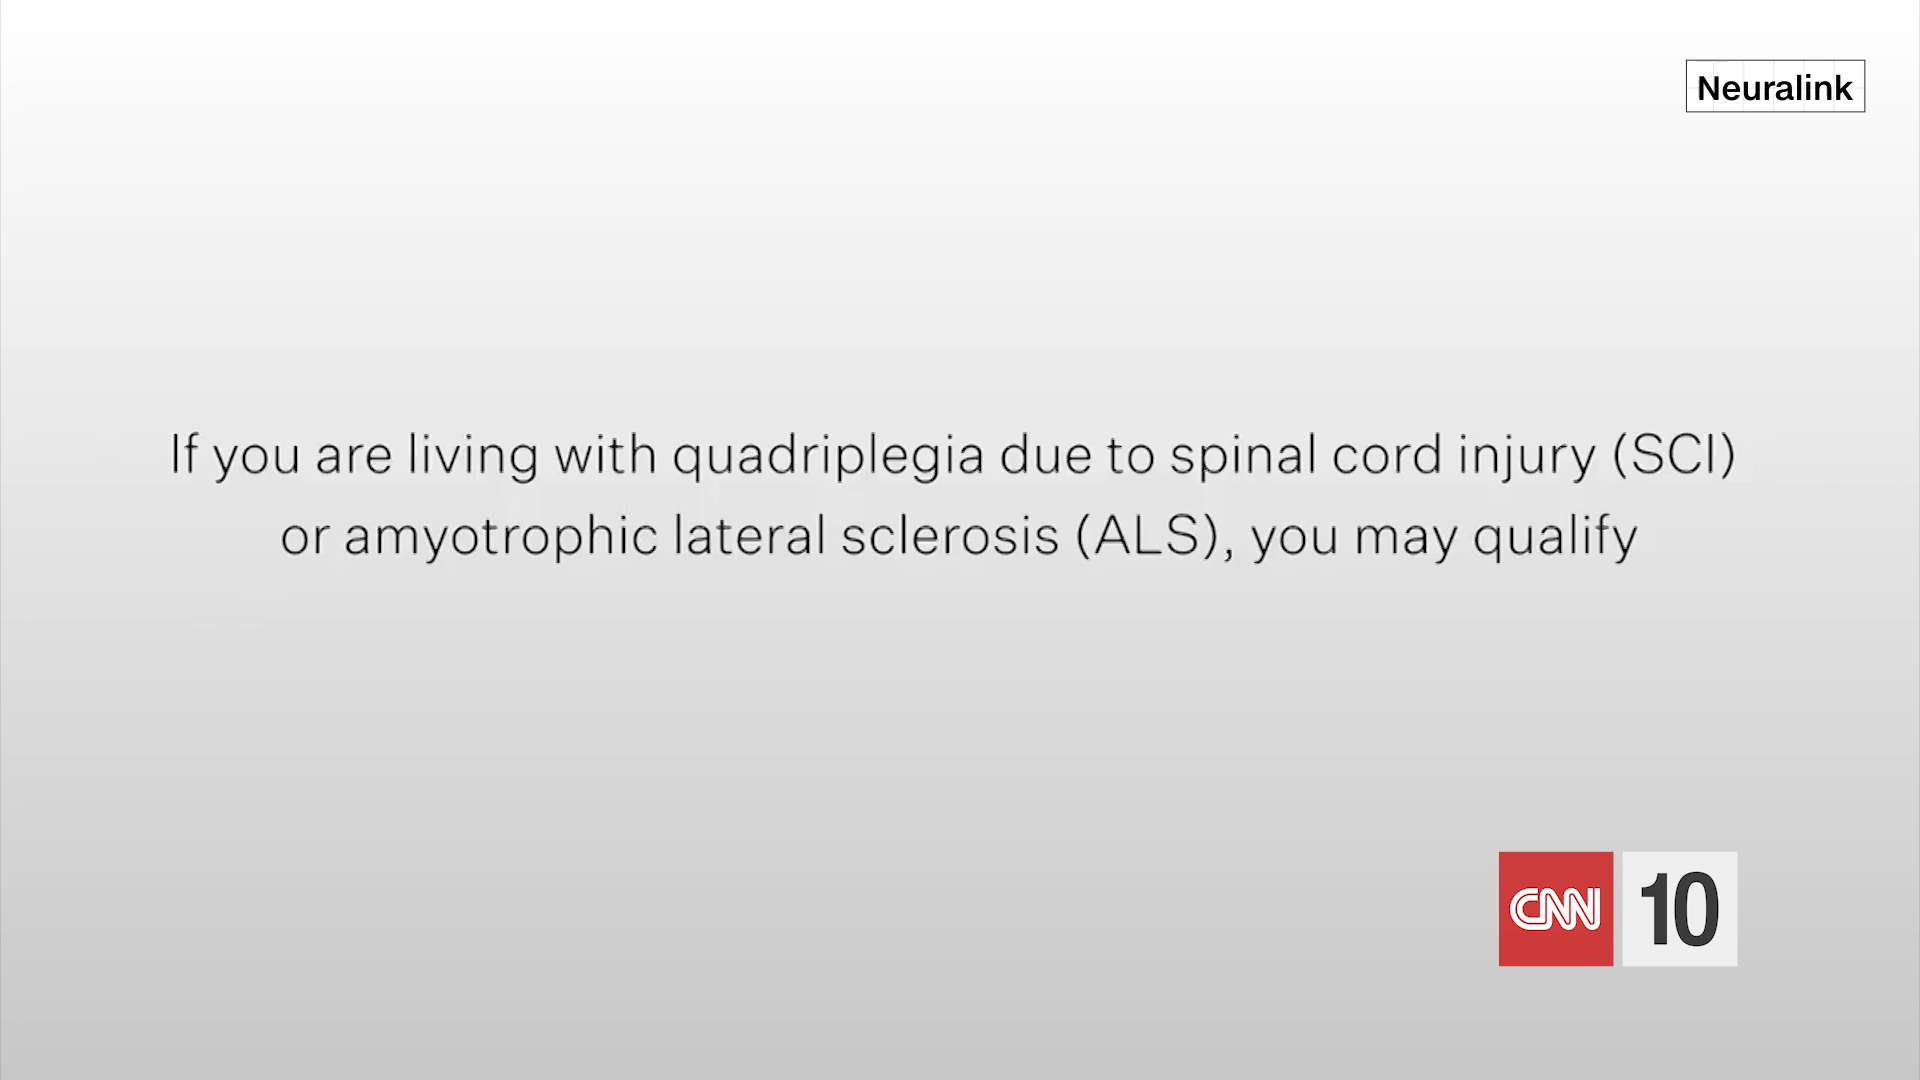 Neuralink
If you are living with quadriplegia due to spinal cord injury (SCI)
or amyotrophic lateral sclerosis (ALS), you may qualify
CNN 10